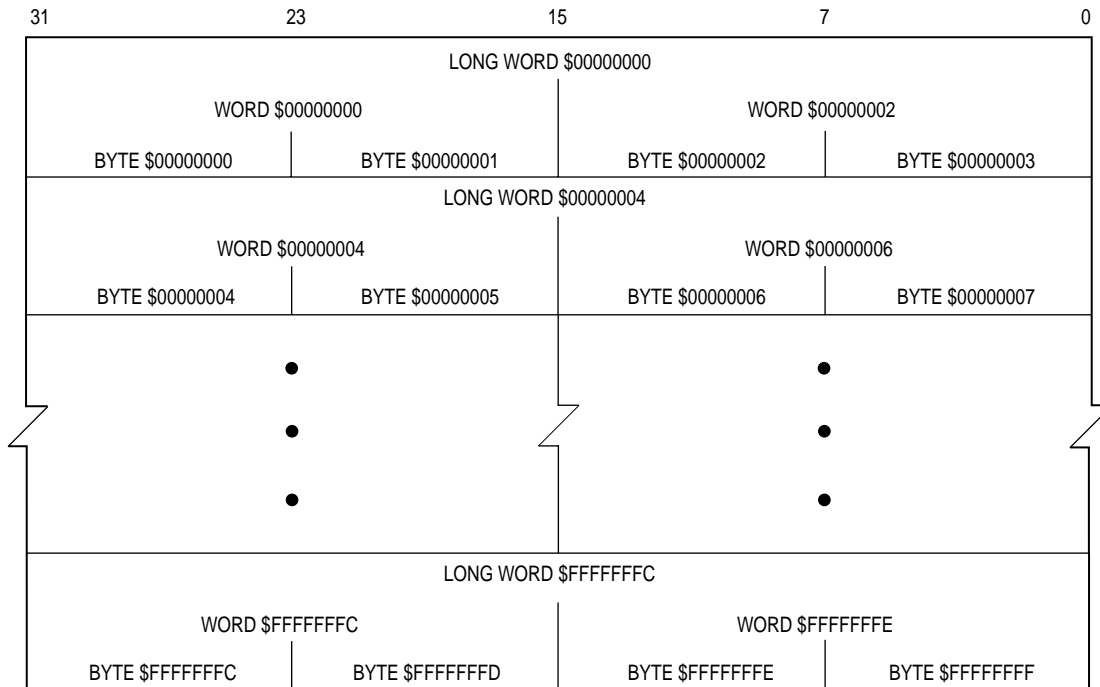 31 23 15 7 0
LONG WORD $00000000
WORD $00000000 WORD $00000002
BYTE $00000000 BYTE $00000001 BYTE $00000002 BYTE $00000003
LONG WORD $00000004
WORD $00000004 WORD $00000006
BYTE $00000004 BYTE $00000005 BYTE $00000006 BYTE $00000007
LONG WORD $FFFFFFFC
WORD $FFFFFFFC WORD $FFFFFFFE
BYTE $FFFFFFFC BYTE $FFFFFFFD BYTE $FFFFFFFE BYTE $FFFFFFFF